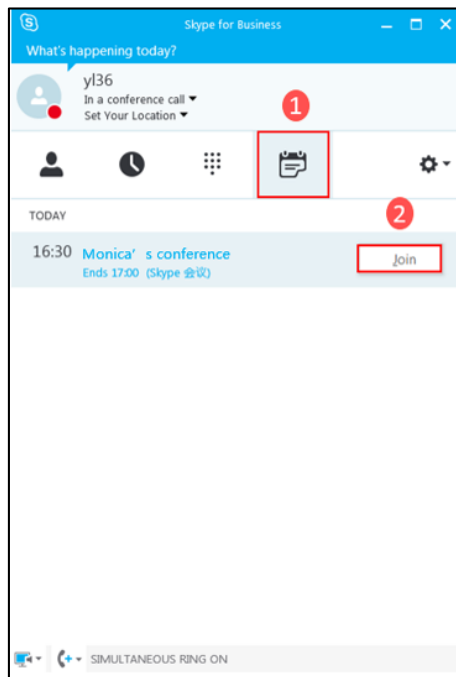 Skype for Business
What's happening today?
yl36
In a conference call
Set Your Location
1
TODAY
2
16:30 Monica's conference Join
Ends 17:00 (Skype 会议)
SIMULTANEOUS RING ON